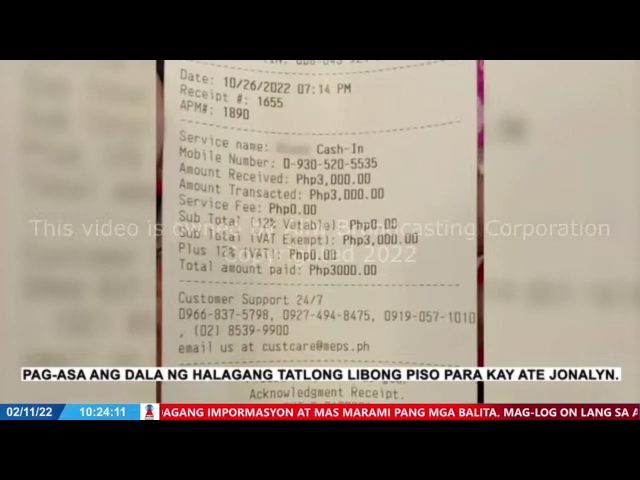 Date: 10/26/2022 07:14 PM
Receipt #: 1655
APM#: 1890
Service name: Cash-In
Mobile Number: 0-930-520-5535
Amount Received: Php3,000.00
Amount Transacted: Php3,000.00
Service Fee: Php0.00
Sub Total (12% Vatable): Php0.00
This video is owned by Broadcasting Corporation
Sub Total (VAT Exempt): Php3,000.00
Plus 12% (VAT): Php0.00
2022
Total amount paid: Php3000.00
Customer Support 24/7
0966-837-5798, 0927-494-8475, 0919-057-1010
, (02) 8539-9900
email us at custcare@meps.ph
PAG-ASA ANG DALA NG HALAGANG TATLONG LIBONG PISO PARA KAY ATE JONALYN.
Acknowledgment Receipt.
02/11/22 10:24:11 AGANG IMPORMASYON AT MAS MARAMI PANG MGA BALITA. MAG-LOG ON LANG SA